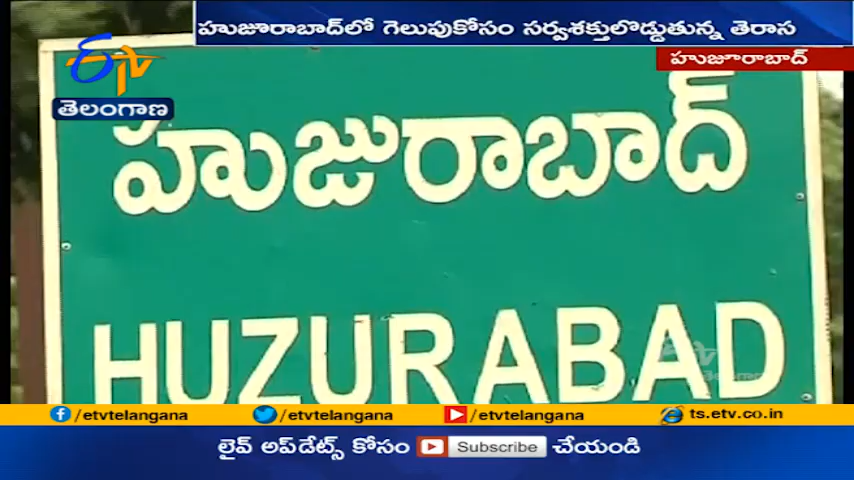 హుజూరాబాద్‌లో గెలుపుకోసం సర్వశక్తులొడ్డుతున్న తెరాస
హుజూరాబాద్
ETV
తెలంగాణ
హుజురాబాద్
HUZURABAD
/etvtelangana /etvtelangana /etvtelangana ts.etv.co.in
లైవ్ అప్‌డేట్స్ కోసం Subscribe చేయండి